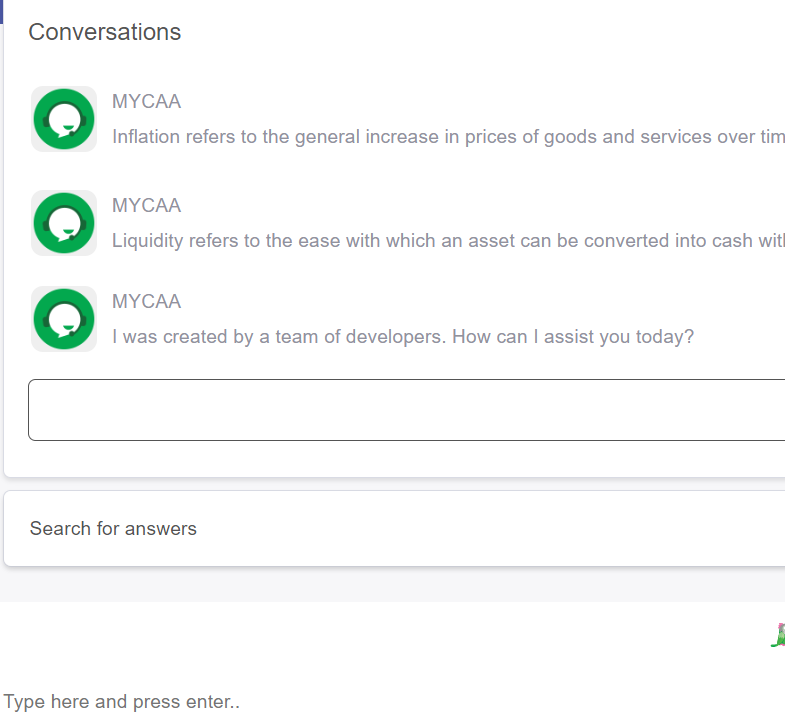 Conversations
MYCAA
Inflation refers to the general increase in prices of goods and services over tim
MYCAA
Liquidity refers to the ease with which an asset can be converted into cash wit
MYCAA
I was created by a team of developers. How can I assist you today?
Search for answers
Type here and press enter..